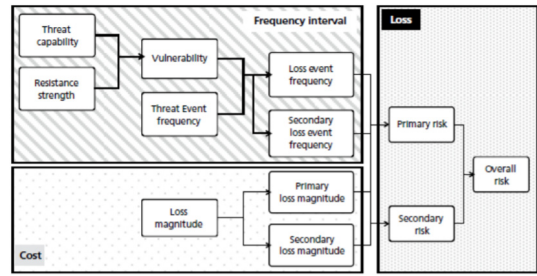 Frequency interval
Loss
Threat
capability
Resistance
strength
Vulnerability
Threat Event
frequency
Loss event
frequency
Secondary
loss event
frequency
Primary risk
Overall
risk
Secondary
risk
Loss
magnitude
Primary
loss magnitude
Secondary
loss magnitude
Cost